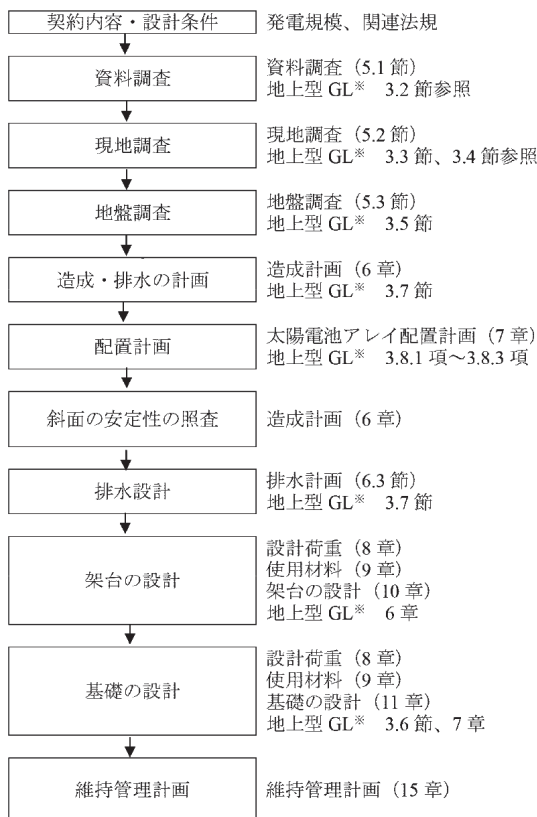 契約内容・設計条件
発電規模、関連法規
資料調査
資料調査（5.1 節）
地上型 GL※ 3.2 節参照
現地調査
現地調査（5.2 節）
地上型 GL※ 3.3 節、3.4 節参照
地盤調査
地盤調査（5.3 節）
地上型 GL※ 3.5 節
造成・排水の計画
造成計画（6 章）
地上型 GL※ 3.7 節
配置計画
太陽電池アレイ配置計画（7 章）
地上型 GL※ 3.8.1 項～3.8.3 項
斜面の安定性の照査
造成計画（6 章）
排水設計
排水計画（6.3 節）
地上型 GL※ 3.7 節
架台の設計
設計荷重（8 章）
使用材料（9 章）
架台の設計（10 章）
地上型 GL※ 6 章
基礎の設計
設計荷重（8 章）
使用材料（9 章）
基礎の設計（11 章）
地上型 GL※ 3.6 節、7 章
維持管理計画
維持管理計画（15 章）